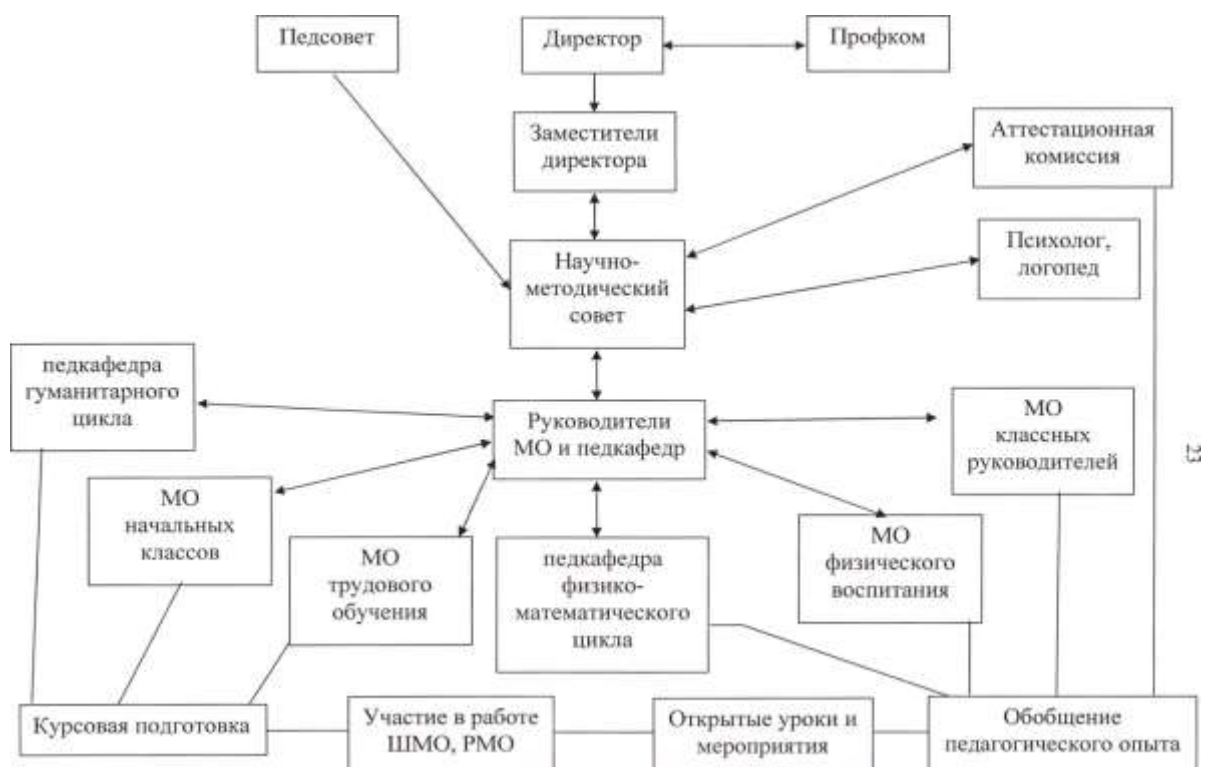 Педсовет
Директор
Профком
Заместители
директора
Аттестационная
комиссия
Научно-
методический
совет
Психолог,
логопед
педкафедра
гуманитарного
цикла
Руководители
МО и педкафедр
МО
классных
руководителей
23
МО
начальных
классов
МО
трудового
обучения
педкафедра
физико-
математического
цикла
МО
физического
воспитания
Курсовая подготовка
Участие в работе
ШМО, РМО
Открытые уроки и
мероприятия
Обобщение
педагогического опыта